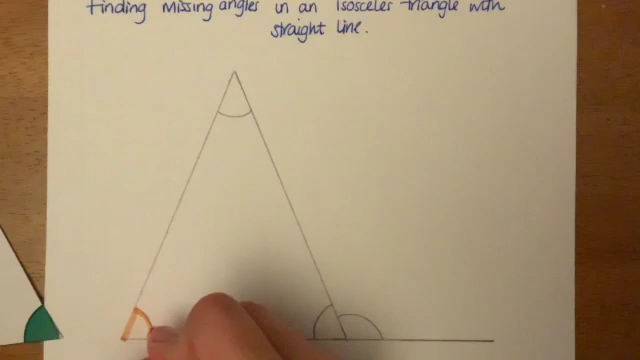 Finding missing angles in an Isosceles triangle with
straight line.